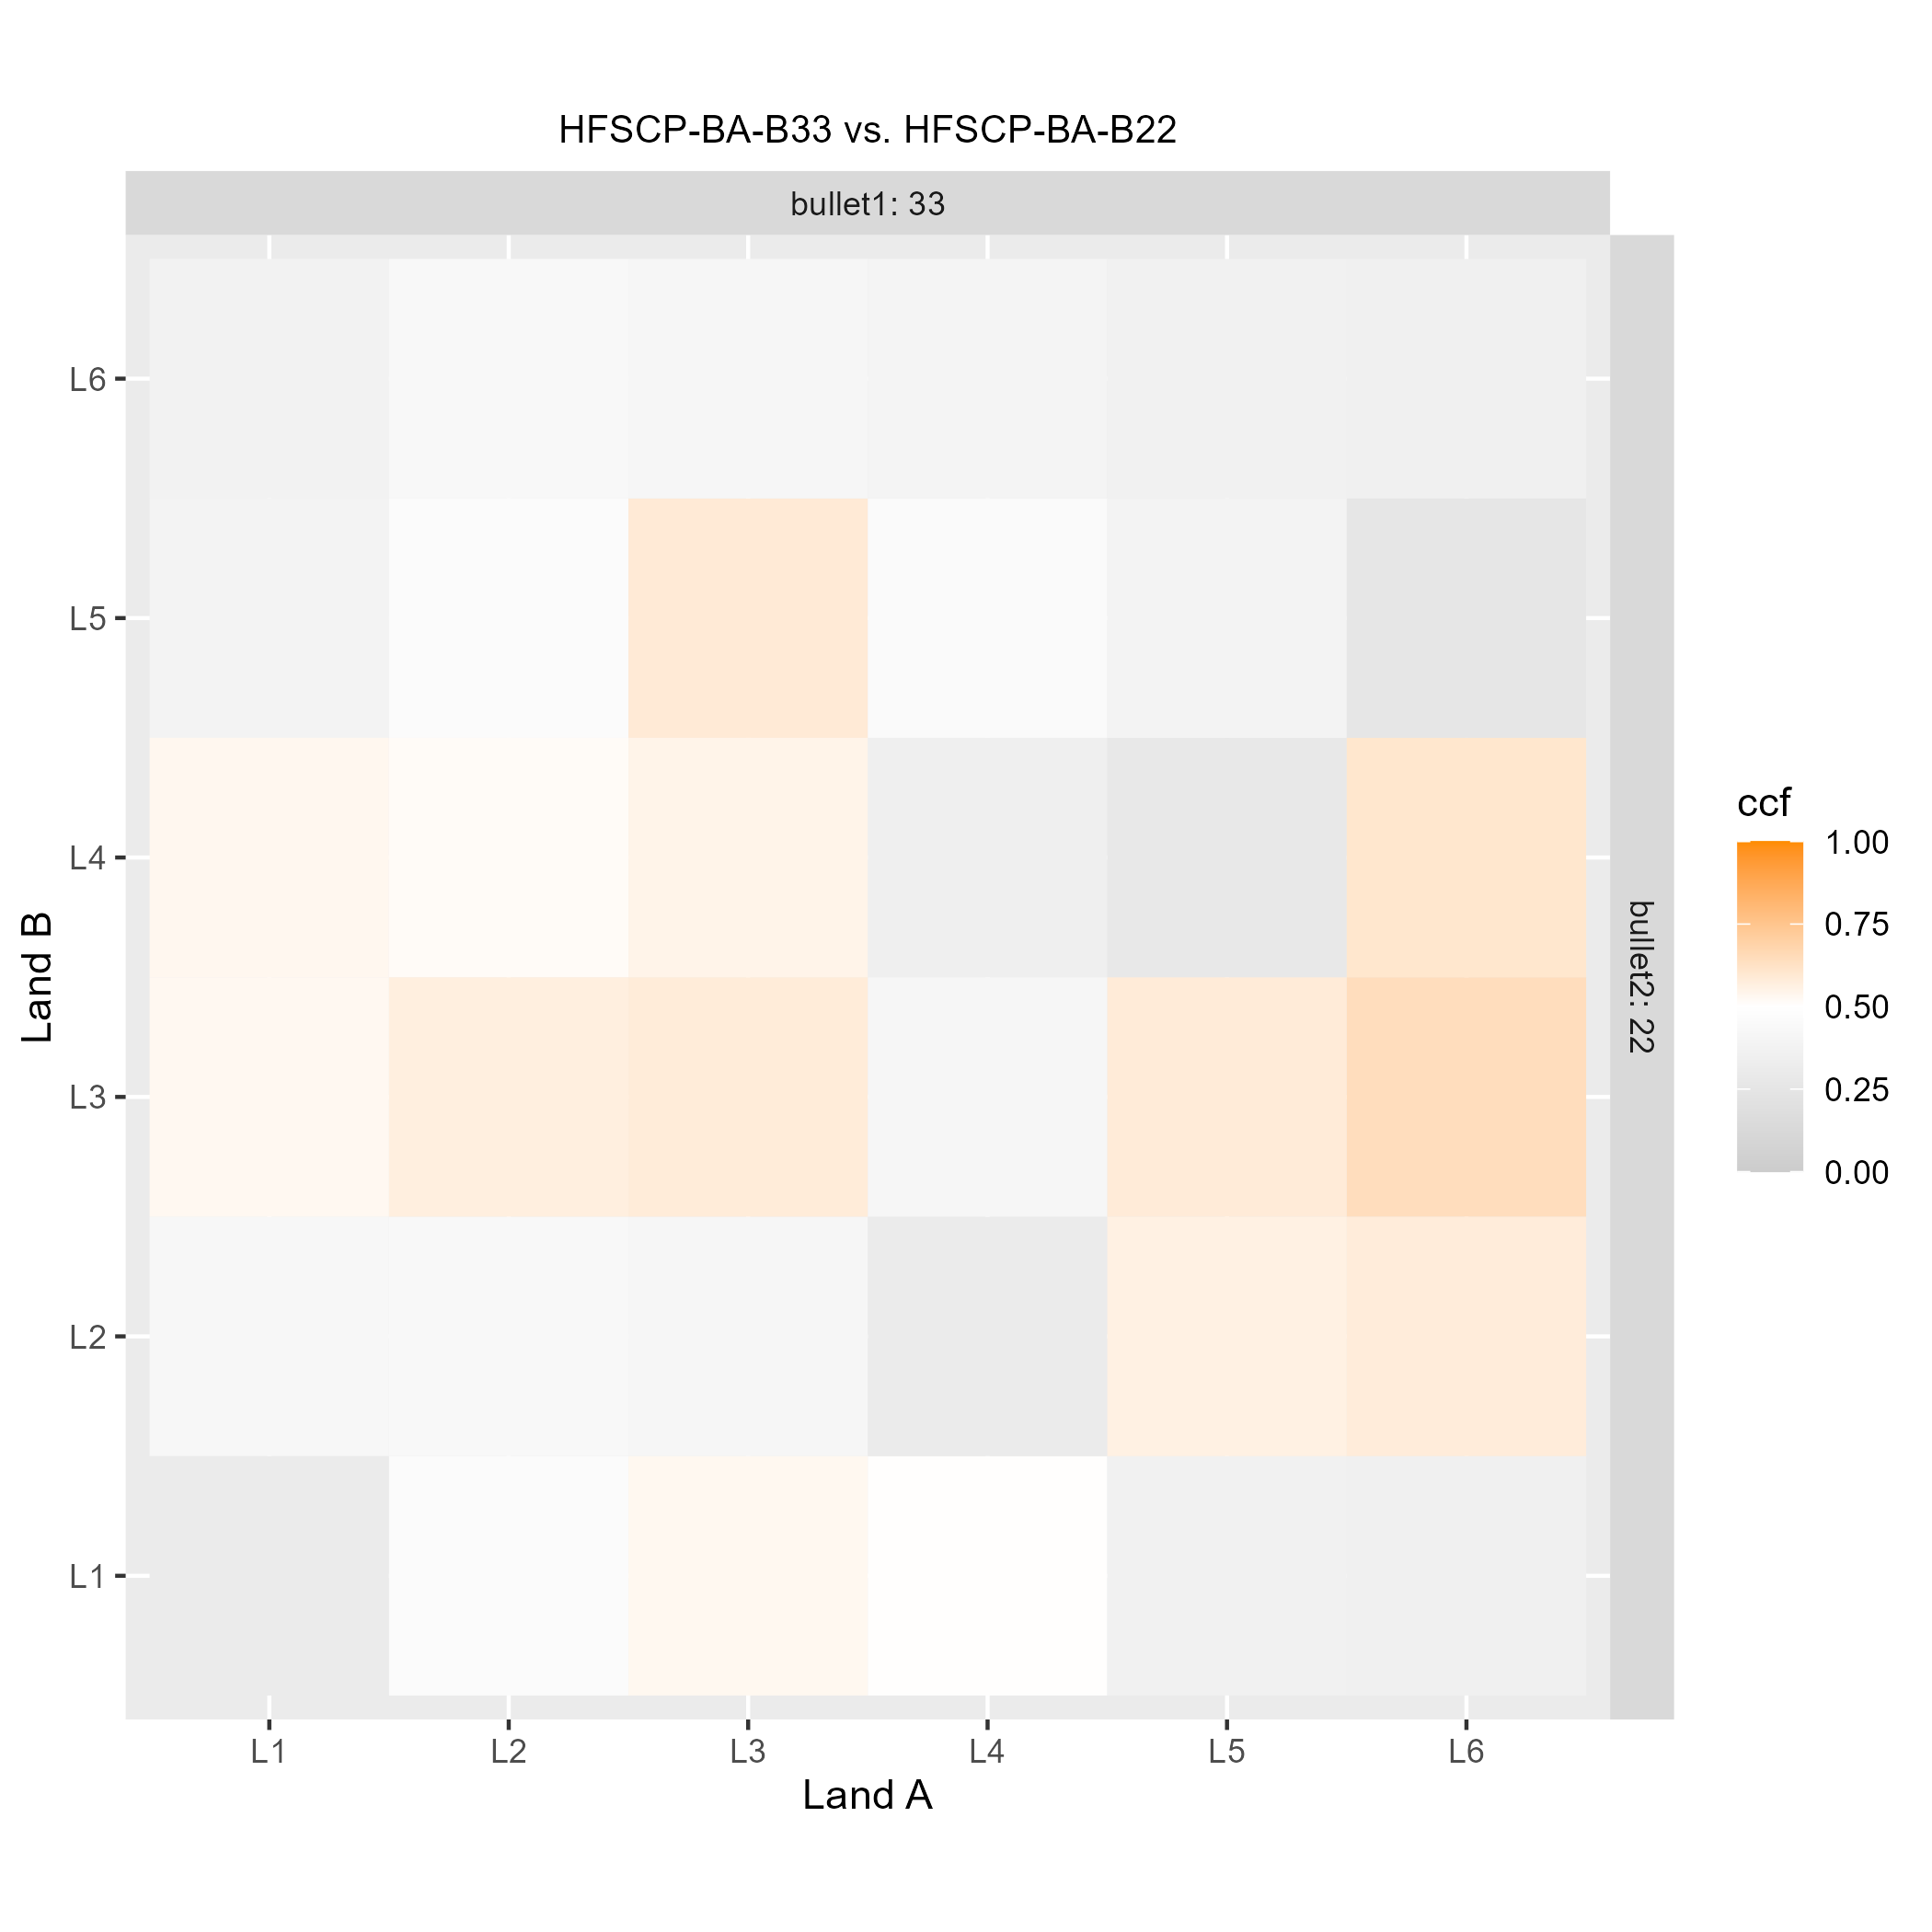 HFSCP-BA-B33 vs. HFSCP-BA-B22
bullet1: 33
L6
L5
L4
L3
L2
L1
Land B
bullet2: 22
ccf
1.00
0.75
0.50
0.25
0.00
L1 L2 L3 L4 L5 L6
Land A